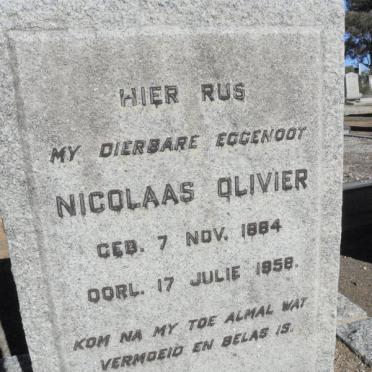 HIER RUS
MY DIERBARE EGGENOOT
NICOLAAS OLIVIER
GEB. 7 NOV. 1884
OORL. 17 JULIE 1958.
KOM NA MY TOE ALMAL WAT
VERMOEID EN BELAS IS.